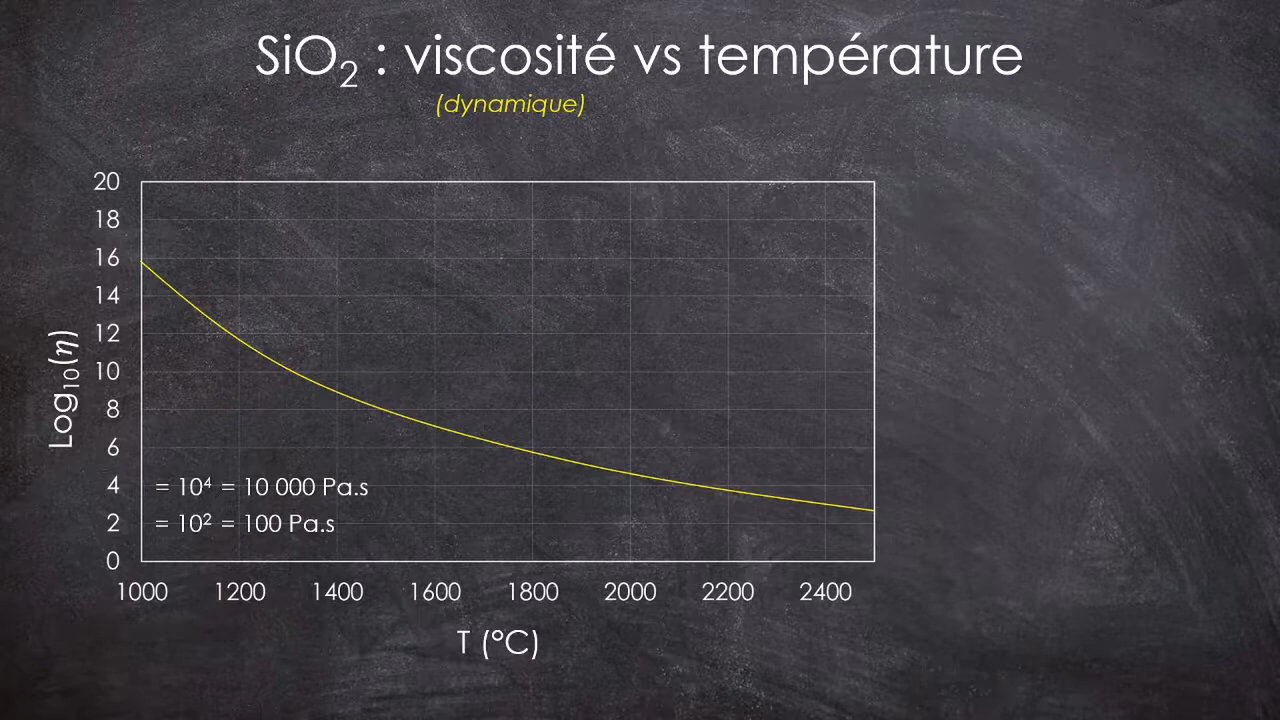 SiO₂ : viscosité vs température
(dynamique)
20
18
16
14
12
10
8
6
4 = 10⁴ = 10 000 Pa.s
2 = 10² = 100 Pa.s
0
Log₁₀(η)
1000 1200 1400 1600 1800 2000 2200 2400
T (°C)